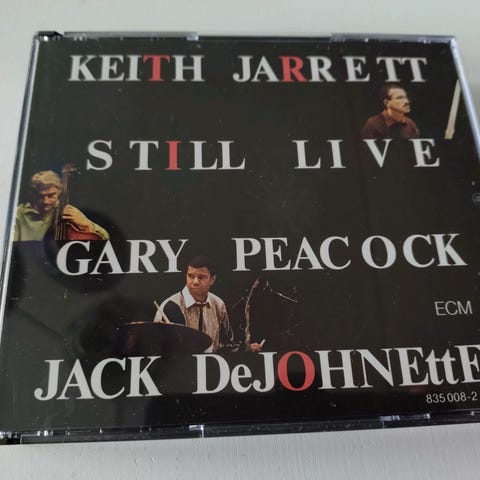 KEITH JARRETT
STILL LIVE
GARY PEACOCK
ECM
JACK DeJOHNEttE
835 008-2